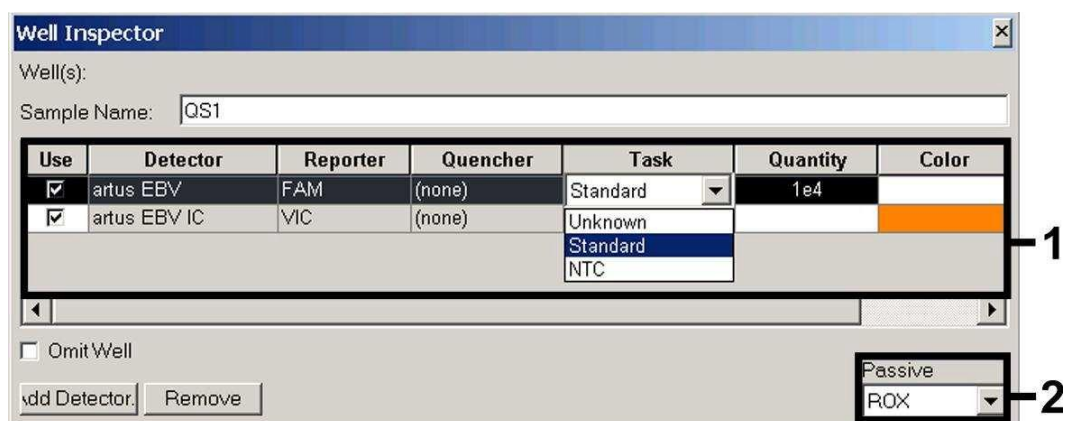 Well Inspector
Well(s):
Sample Name: QS1
Use Detector Reporter Quencher Task Quantity Color
artus EBV FAM (none) Standard 1e4
artus EBV IC VIC (none) Unknown
Standard
NTC
1
Omit Well
Passive
dd Detector. Remove ROX
2